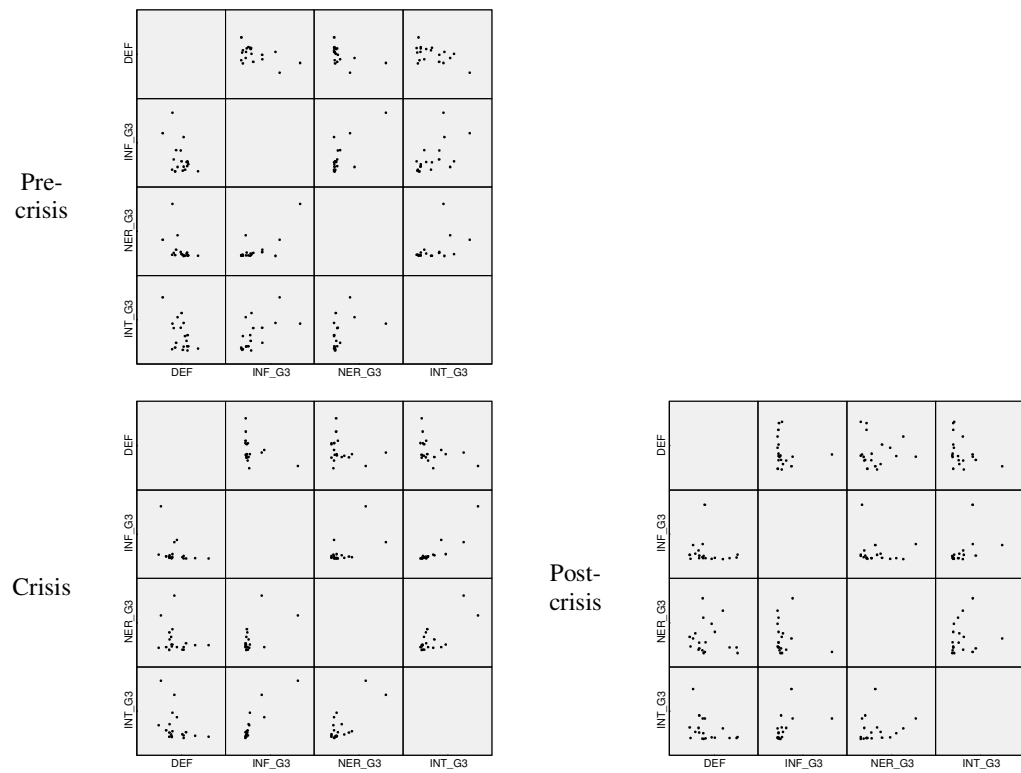 Pre-
crisis
DEF
INF_G3
NER_G3
INT_G3
DEF INF_G3 NER_G3 INT_G3
Crisis
DEF
INF_G3
NER_G3
INT_G3
DEF INF_G3 NER_G3 INT_G3
Post-
crisis
DEF
INF_G3
NER_G3
INT_G3
DEF INF_G3 NER_G3 INT_G3